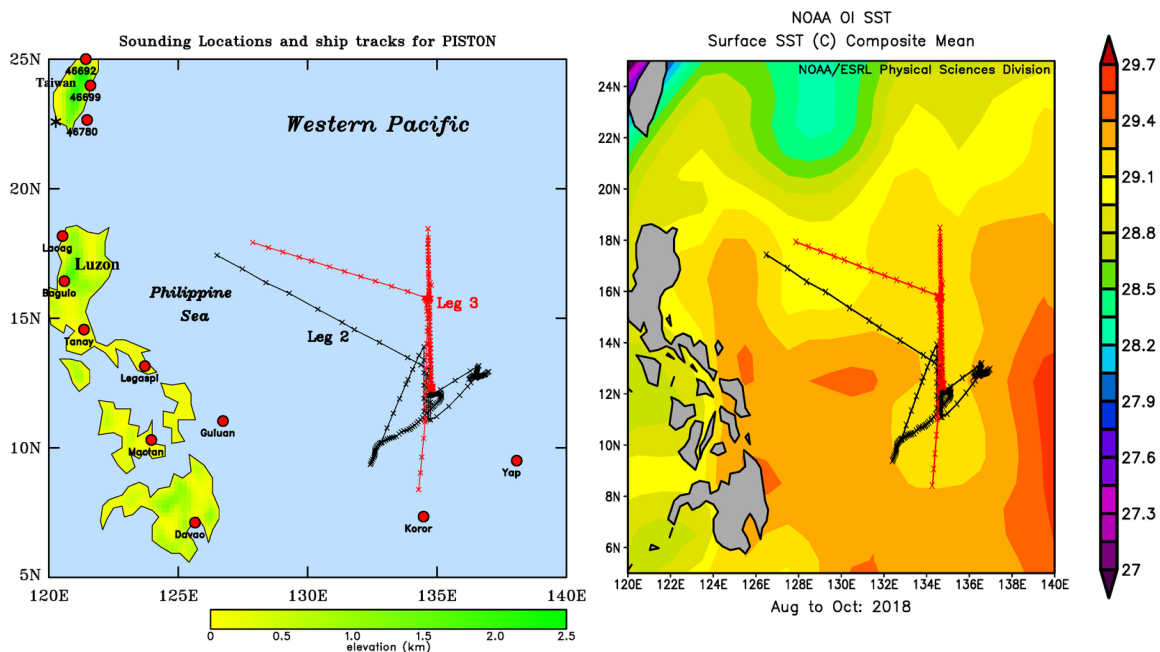 NOAA OI SST
Sounding Locations and ship tracks for PISTON
Surface SST (C) Composite Mean
25N
46692
Taiwan
46699
46780
Western Pacific
20N
Laoag
Luzon
Baguio
Philippine
Sea
15N
Leg 3
Leg 2
Tanay
Legaspi
Guiuan
10N
Mactan
Yap
Koror
Davao
5N
120E
125E
130E
135E
140E
0
0.5
1.0
1.5
2.0
2.5
elevation (km)
NOAA/ESRL Physical Sciences Division
24N
22N
20N
18N
16N
14N
12N
10N
8N
6N
120E
122E
124E
126E
128E
130E
132E
134E
136E
138E
140E
Aug to Oct: 2018
29.7
29.4
29.1
28.8
28.5
28.2
27.9
27.6
27.3
27